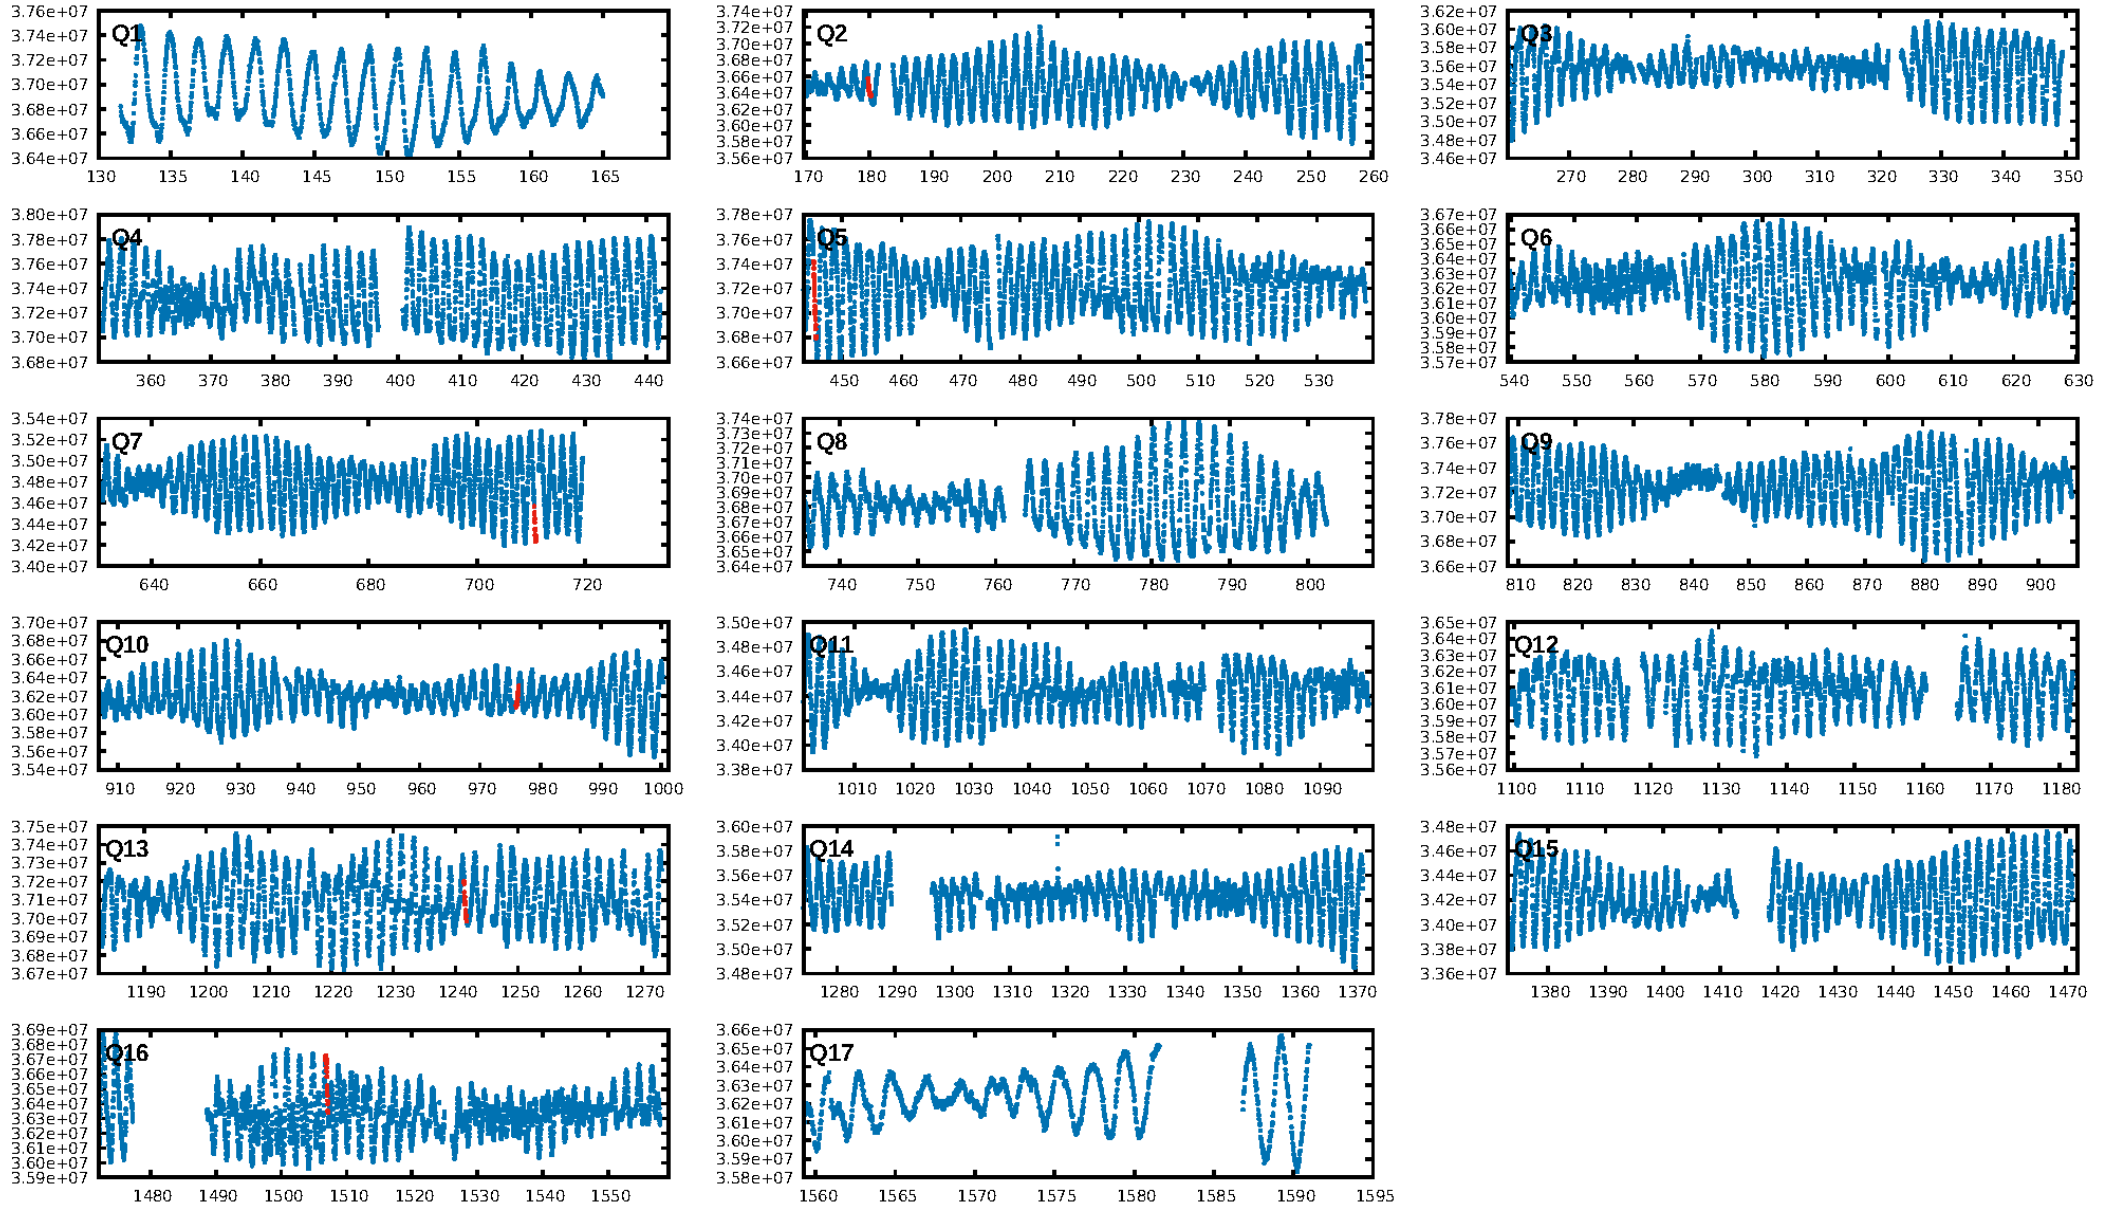 3.76e+07
3.74e+07
3.72e+07
3.70e+07
3.68e+07
3.66e+07
3.64e+07
Q1
130 135 140 145 150 155 160 165
3.74e+07
3.72e+07
3.70e+07
3.68e+07
3.66e+07
3.64e+07
3.62e+07
3.60e+07
3.58e+07
3.56e+07
Q2
170 180 190 200 210 220 230 240 250 260
3.62e+07
3.60e+07
3.58e+07
3.56e+07
3.54e+07
3.52e+07
3.50e+07
3.48e+07
3.46e+07
Q3
270 280 290 300 310 320 330 340 350
3.80e+07
3.78e+07
3.76e+07
3.74e+07
3.72e+07
3.70e+07
3.68e+07
Q4
360 370 380 390 400 410 420 430 440
3.78e+07
3.76e+07
3.74e+07
3.72e+07
3.70e+07
3.68e+07
3.66e+07
Q5
450 460 470 480 490 500 510 520 530
3.67e+07
3.66e+07
3.65e+07
3.64e+07
3.63e+07
3.62e+07
3.61e+07
3.60e+07
3.59e+07
3.58e+07
3.57e+07
Q6
540 550 560 570 580 590 600 610 620 630
3.54e+07
3.52e+07
3.50e+07
3.48e+07
3.46e+07
3.44e+07
3.42e+07
3.40e+07
Q7
640 660 680 700 720
3.74e+07
3.73e+07
3.72e+07
3.71e+07
3.70e+07
3.69e+07
3.68e+07
3.67e+07
3.66e+07
3.65e+07
3.64e+07
Q8
740 750 760 770 780 790 800
3.78e+07
3.76e+07
3.74e+07
3.72e+07
3.70e+07
3.68e+07
3.66e+07
Q9
810 820 830 840 850 860 870 880 890 900
3.70e+07
3.68e+07
3.66e+07
3.64e+07
3.62e+07
3.60e+07
3.58e+07
3.56e+07
3.54e+07
Q10
910 920 930 940 950 960 970 980 990 1000
3.50e+07
3.48e+07
3.46e+07
3.44e+07
3.42e+07
3.40e+07
3.38e+07
Q11
1010 1020 1030 1040 1050 1060 1070 1080 1090
3.65e+07
3.64e+07
3.63e+07
3.62e+07
3.61e+07
3.60e+07
3.59e+07
3.58e+07
3.57e+07
3.56e+07
Q12
1100 1110 1120 1130 1140 1150 1160 1170 1180
3.75e+07
3.74e+07
3.73e+07
3.72e+07
3.71e+07
3.70e+07
3.69e+07
3.68e+07
3.67e+07
Q13
1190 1200 1210 1220 1230 1240 1250 1260 1270
3.60e+07
3.58e+07
3.56e+07
3.54e+07
3.52e+07
3.50e+07
3.48e+07
Q14
1280 1290 1300 1310 1320 1330 1340 1350 1360 1370
3.48e+07
3.46e+07
3.44e+07
3.42e+07
3.40e+07
3.38e+07
3.36e+07
Q15
1380 1390 1400 1410 1420 1430 1440 1450 1460 1470
3.69e+07
3.68e+07
3.67e+07
3.66e+07
3.65e+07
3.64e+07
3.63e+07
3.62e+07
3.61e+07
3.60e+07
3.59e+07
Q16
1480 1490 1500 1510 1520 1530 1540 1550
3.66e+07
3.65e+07
3.64e+07
3.63e+07
3.62e+07
3.61e+07
3.60e+07
3.59e+07
3.58e+07
Q17
1560 1565 1570 1575 1580 1585 1590 1595